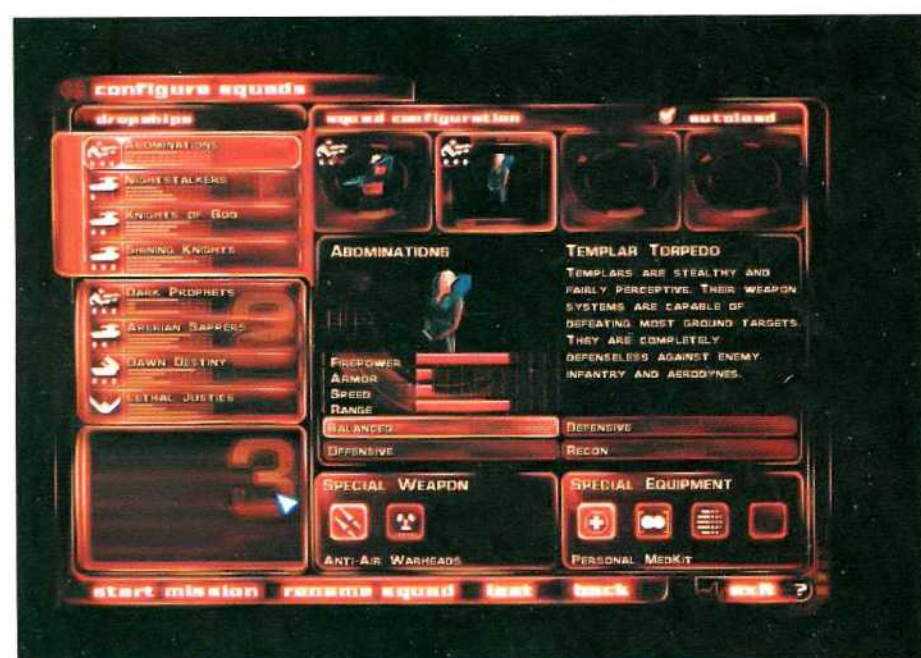 configure squads
dropships
squad configuration
autoload
Abominations
Nightstalkers
Knights of God
Shining Knights
Dark Prophets
Dawn Destiny
Lethal Justice
3
Abominations
Templar Torpedo
Templars are stealthy and
fairly perceptive. Their weapon
systems are capable of
defeating most ground targets.
They are completely
defenseless against enemy
infantry and aerodynes.
Firepower
Armor
Speed
Range
Balanced
Defensive
Offensive
Recon
Special Weapon
Anti-Air Warheads
Special Equipment
Personal MedKit
start mission
rename squad
back
exit
?